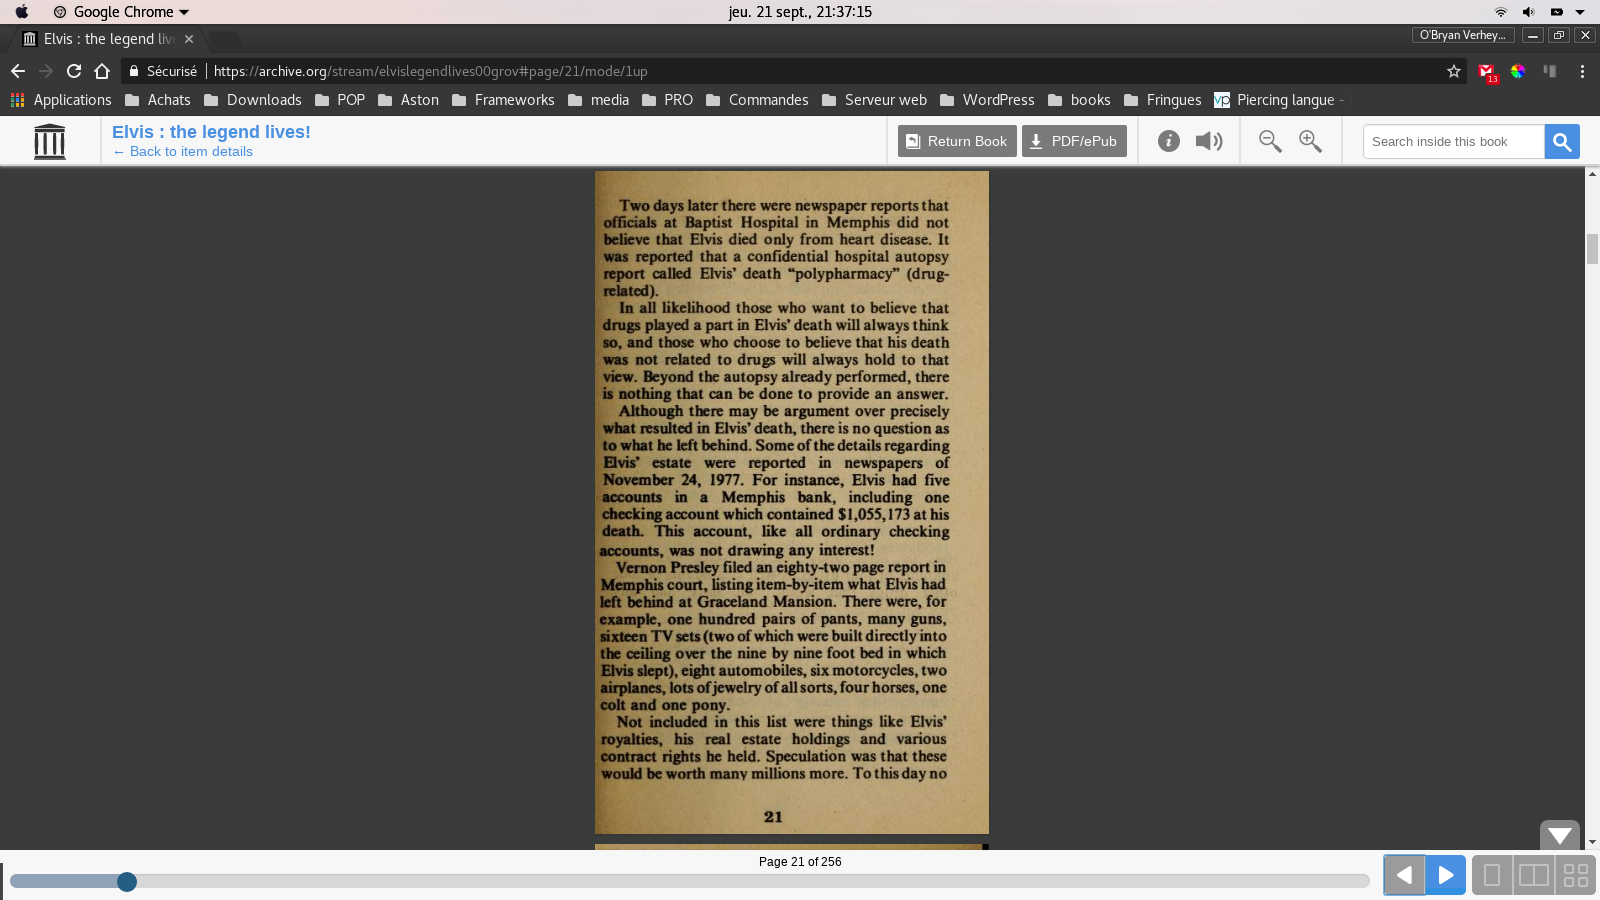 Google Chrome
jeu. 21 sept., 21:37:15
Elvis : the legend live
O'Bryan Verhey...
Sécurisé
https://archive.org/stream/elvislegendlives00grov#page/21/mode/1up
13
Applications
Achats
Downloads
POP
Aston
Frameworks
media
PRO
Commandes
Serveur web
WordPress
books
Fringues
vp
Piercing langue -
Elvis : the legend lives!
← Back to item details
Return Book
PDF/ePub
Search inside this book
Two days later there were newspaper reports that
officials at Baptist Hospital in Memphis did not
believe that Elvis died only from heart disease. It
was reported that a confidential hospital autopsy
report called Elvis' death “polypharmacy” (drug-
related).
In all likelihood those who want to believe that
drugs played a part in Elvis' death will always think
so, and those who choose to believe that his death
was not related to drugs will always hold to that
view. Beyond the autopsy already performed, there
is nothing that can be done to provide an answer.
Although there may be argument over precisely
what resulted in Elvis' death, there is no question as
to what he left behind. Some of the details regarding
Elvis' estate were reported in newspapers of
November 24, 1977. For instance, Elvis had five
accounts in a Memphis bank, including one
checking account which contained $1,055,173 at his
death. This account, like all ordinary checking
accounts, was not drawing any interest!
Vernon Presley filed an eighty-two page report in
Memphis court, listing item-by-item what Elvis had
left behind at Graceland Mansion. There were, for
example, one hundred pairs of pants, many guns,
sixteen TV sets (two of which were built directly into
the ceiling over the nine by nine foot bed in which
Elvis slept), eight automobiles, six motorcycles, two
airplanes, lots of jewelry of all sorts, four horses, one
colt and one pony.
Not included in this list were things like Elvis'
royalties, his real estate holdings and various
contract rights he held. Speculation was that these
would be worth many millions more. To this day no
21
Page 21 of 256